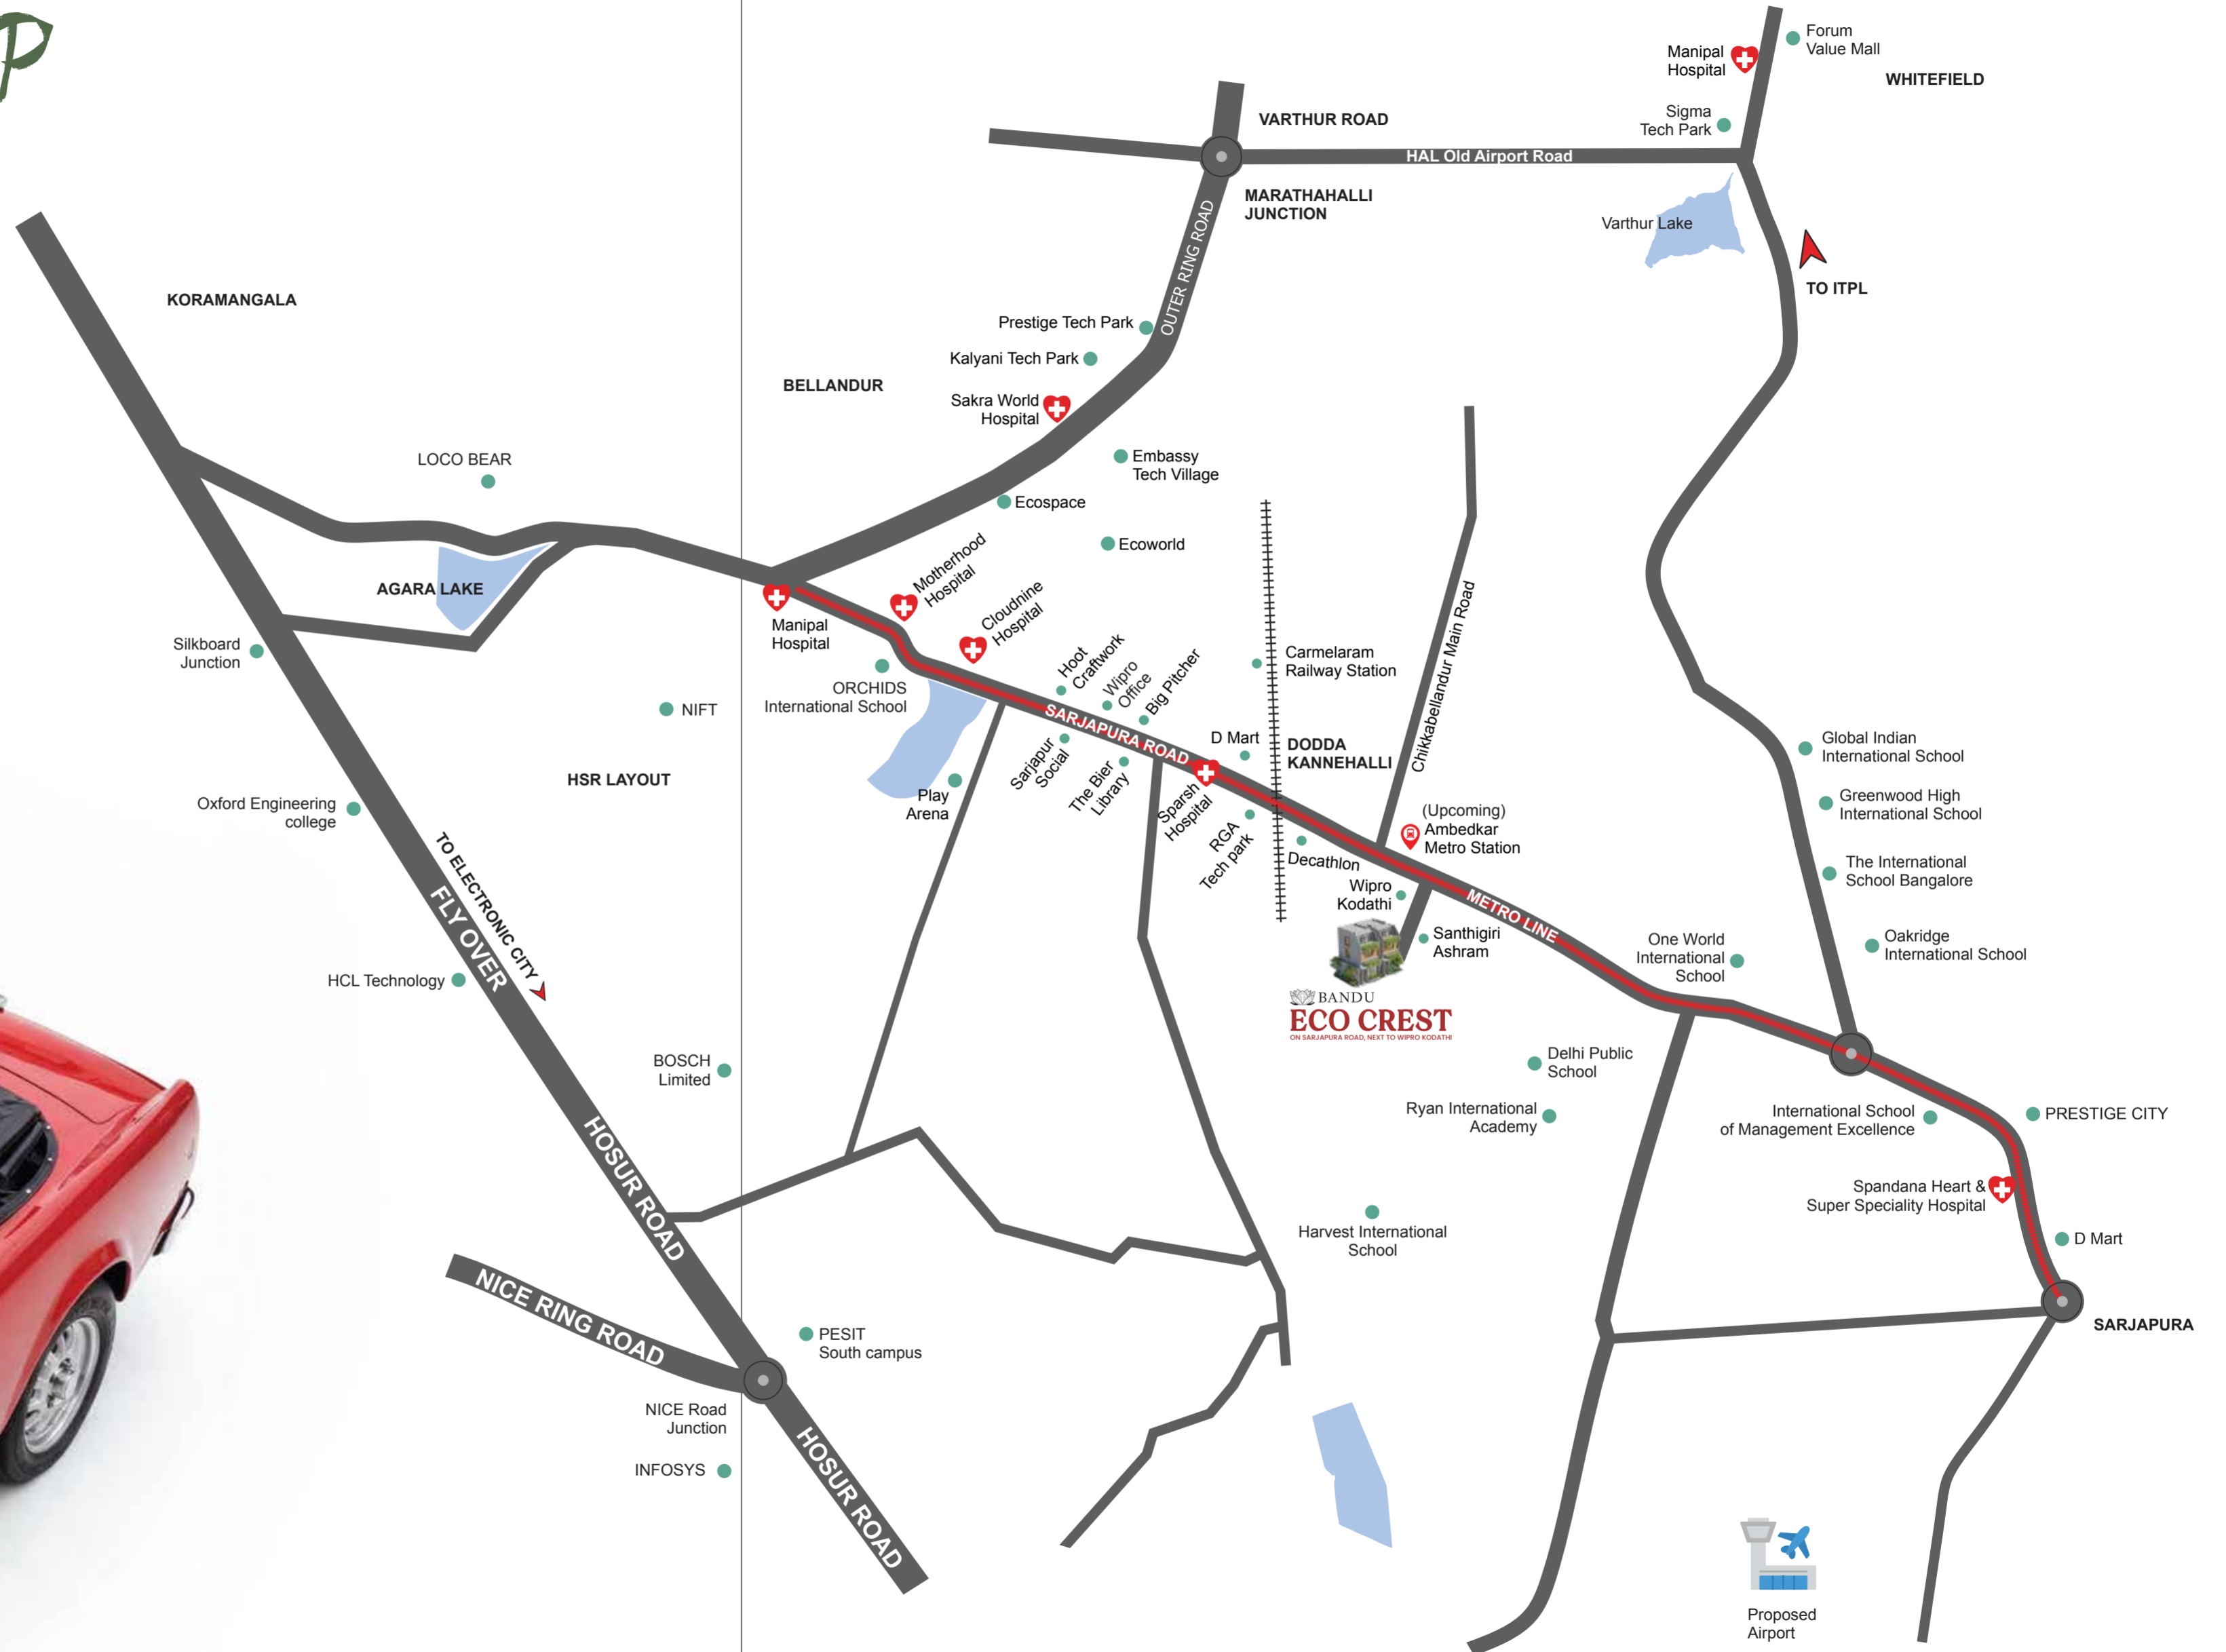 P
Forum
Value Mall
Manipal
Hospital
WHITEFIELD
Sigma
Tech Park
VARTHUR ROAD
HAL Old Airport Road
MARATHAHALLI
JUNCTION
OUTER RING ROAD
Varthur Lake
TO ITPL
KORAMANGALA
Prestige Tech Park
Kalyani Tech Park
BELLANDUR
Sakra World
Hospital
LOCO BEAR
Embassy
Tech Village
Ecospace
Ecoworld
Motherhood
Hospital
Cloudnine
Hospital
AGARA LAKE
Manipal
Hospital
Silkboard
Junction
ORCHIDS
International School
NIFT
Hoot
Craftwork
Wipro
Office
Big Pitcher
Carmelaram
Railway Station
Chikkabellandur Main Road
SARJAPURA ROAD
D Mart
DODDA
KANNEHALLI
Global Indian
International School
HSR LAYOUT
Play
Arena
Sarjapur
Social
The Bier
Library
Sparsh
Hospital
RGA
Tech park
Decathlon
(Upcoming)
Ambedkar
Metro Station
Greenwood High
International School
Oxford Engineering
college
The International
School Bangalore
TO ELECTRONIC CITY
FLY OVER
Wipro
Kodathi
METRO LINE
Santhigiri
Ashram
One World
International
School
Oakridge
International School
HCL Technology
BANDU
ECO CREST
ON SARJAPURA ROAD, NEXT TO WIPRO KODATHI
BOSCH
Limited
Delhi Public
School
Ryan International
Academy
International School
of Management Excellence
PRESTIGE CITY
HOSUR ROAD
Spandana Heart &
Super Speciality Hospital
Harvest International
School
D Mart
NICE RING ROAD
PESIT
South campus
SARJAPURA
NICE Road
Junction
INFOSYS
HOSUR ROAD
Proposed
Airport